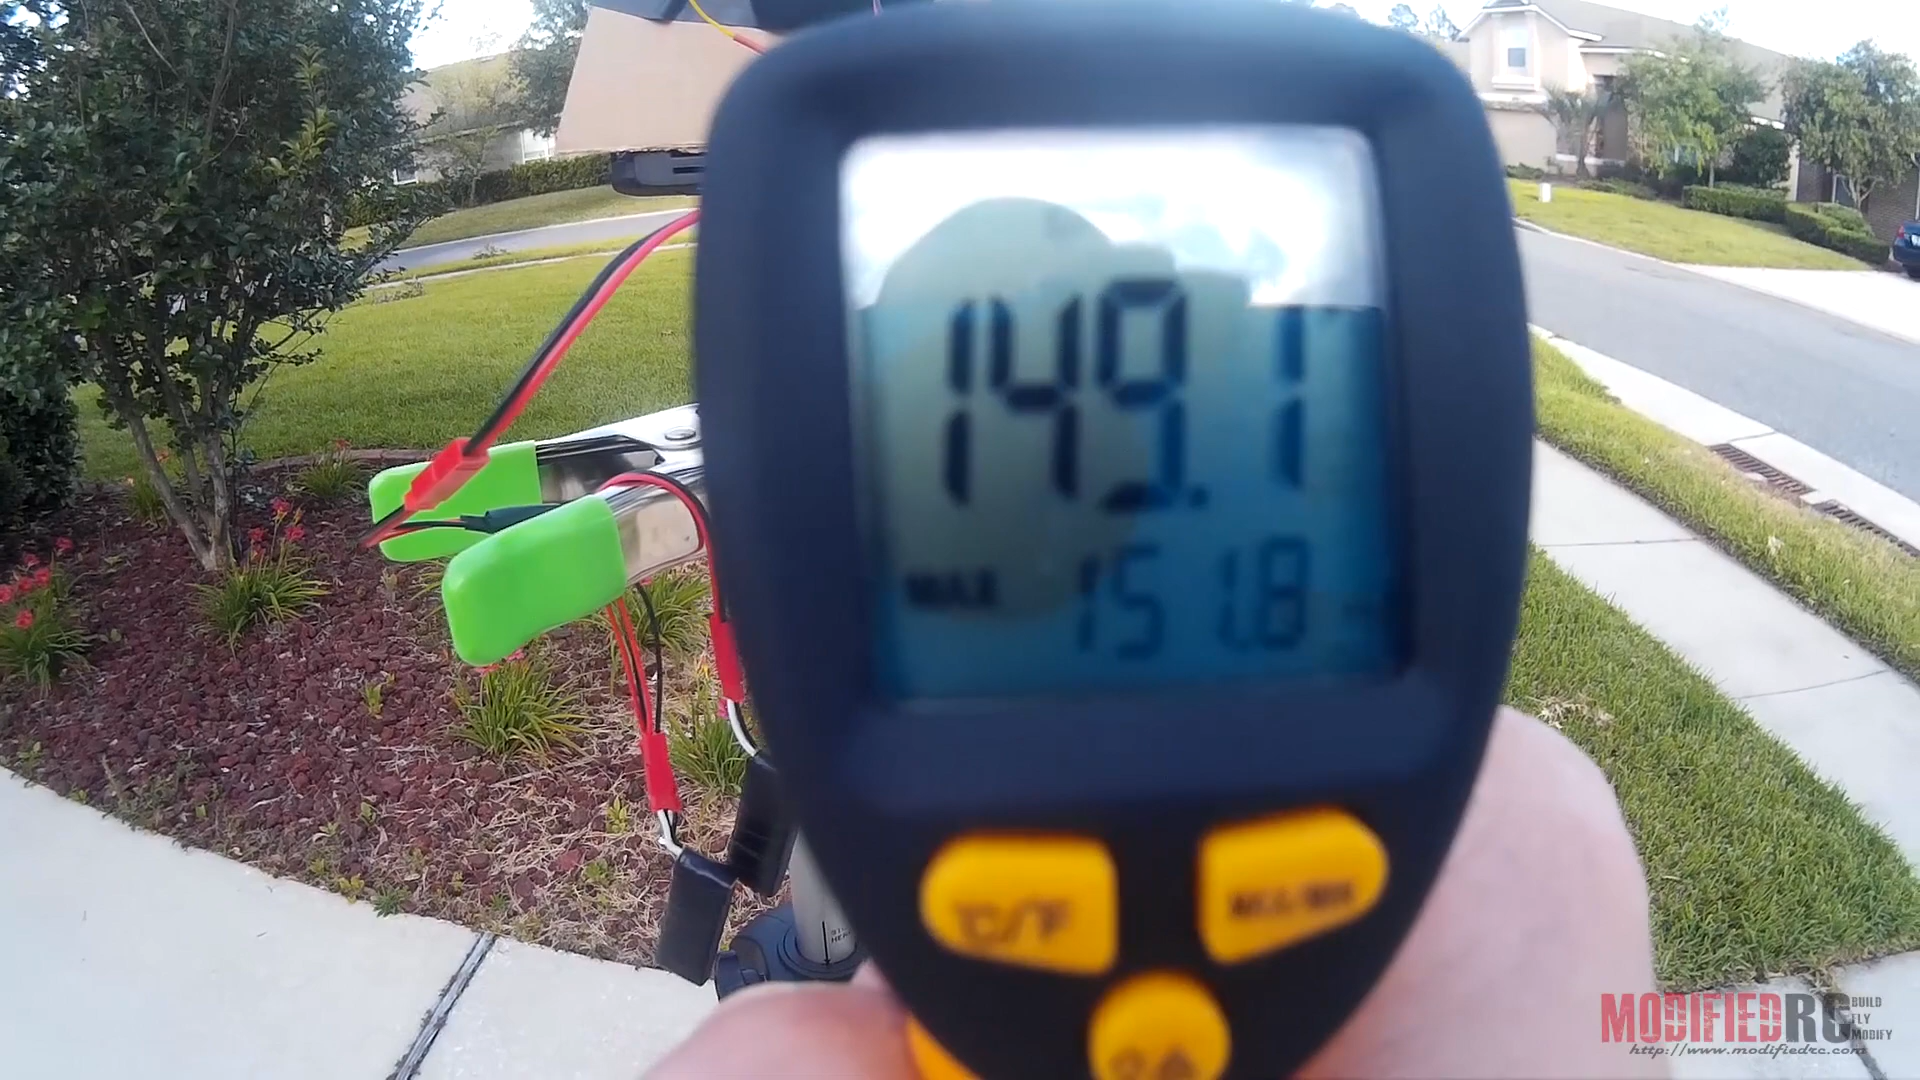 149.1
MAX 151.8
°C/°F
MODIFIEDRC
BUILD
FLY
MODIFY
http://www.modifiedrc.com